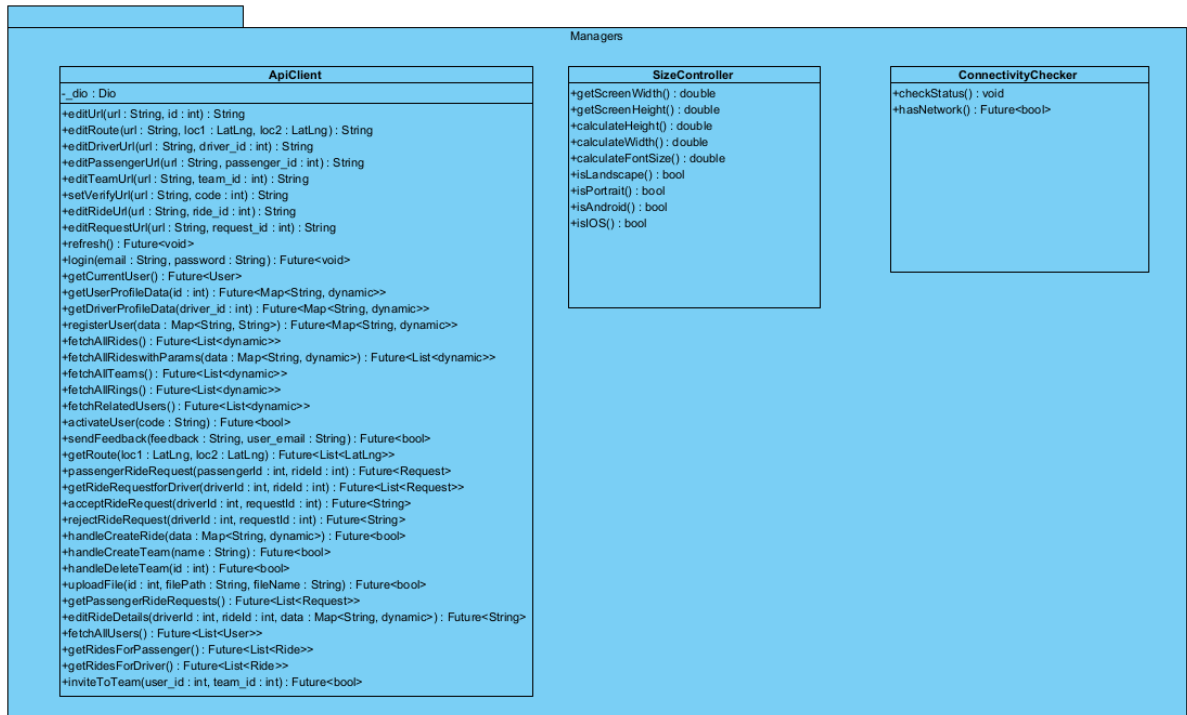 Managers
ApiClient
-_dio : Dio
+editUrl(url : String, id : int) : String
+editRoute(url : String, loc1 : LatLng, loc2 : LatLng) : String
+editDriverUrl(url : String, driver_id : int) : String
+editPassengerUrl(url : String, passenger_id : int) : String
+editTeamUrl(url : String, team_id : int) : String
+setVerifyUrl(url : String, code : int) : String
+editRideUrl(url : String, ride_id : int) : String
+editRequestUrl(url : String, request_id : int) : String
+refresh() : Future<void>
+login(email : String, password : String) : Future<void>
+getCurrentUser() : Future<User>
+getUserProfileData(id : int) : Future<Map<String, dynamic>>
+getDriverProfileData(driver_id : int) : Future<Map<String, dynamic>>
+registerUser(data : Map<String, String>) : Future<Map<String, dynamic>>
+fetchAllRides() : Future<List<dynamic>>
+fetchAllRideswithParams(data : Map<String, dynamic>) : Future<List<dynamic>>
+fetchAllTeams() : Future<List<dynamic>>
+fetchAllRings() : Future<List<dynamic>>
+fetchRelatedUsers() : Future<List<dynamic>>
+activateUser(code : String) : Future<bool>
+sendFeedback(feedback : String, user_email : String) : Future<bool>
+getRoute(loc1 : LatLng, loc2 : LatLng) : Future<List<LatLng>>
+passengerRideRequest(passengerId : int, rideId : int) : Future<Request>
+getRideRequestforDriver(driverId : int, rideId : int) : Future<List<Request>>
+acceptRideRequest(driverId : int, requestId : int) : Future<String>
+rejectRideRequest(driverId : int, requestId : int) : Future<String>
+handleCreateRide(data : Map<String, dynamic>) : Future<bool>
+handleCreateTeam(name : String) : Future<bool>
+handleDeleteTeam(id : int) : Future<bool>
+uploadFile(id : int, filePath : String, fileName : String) : Future<bool>
+getPassengerRideRequests() : Future<List<Request>>
+editRideDetails(driverId : int, rideId : int, data : Map<String, dynamic>) : Future<String>
+fetchAllUsers() : Future<List<User>>
+getRidesForPassenger() : Future<List<Ride>>
+getRidesForDriver() : Future<List<Ride>>
+inviteToTeam(user_id : int, team_id : int) : Future<bool>
SizeController
+getScreenWidth() : double
+getScreenHeight() : double
+calculateHeight() : double
+calculateWidth() : double
+calculateFontSize() : double
+isLandscape() : bool
+isPortrait() : bool
+isAndroid() : bool
+isIOS() : bool
ConnectivityChecker
+checkStatus() : void
+hasNetwork() : Future<bool>